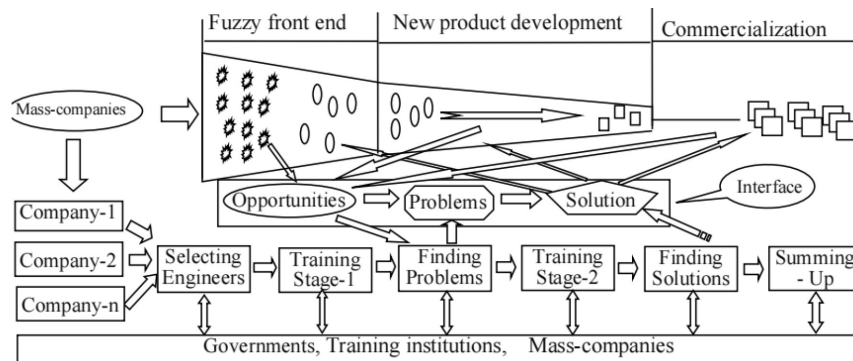 Fuzzy front end
New product development
Commercialization
Mass-companies
Opportunities
Problems
Solution
Interface
Company-1
Company-2
Company-n
Selecting
Engineers
Training
Stage-1
Finding
Problems
Training
Stage-2
Finding
Solutions
Summing
- Up
Governments, Training institutions, Mass-companies